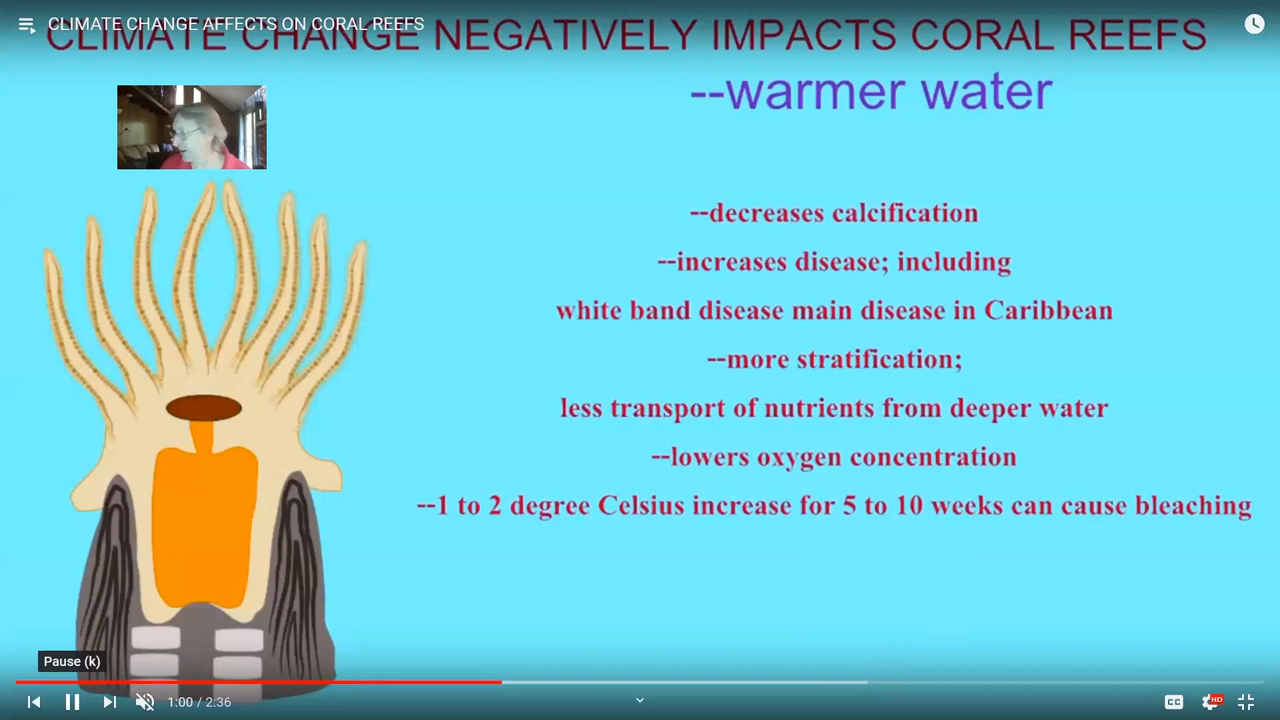 CLIMATE CHANGE AFFECTS ON CORAL REEFS
CLIMATE CHANGE NEGATIVELY IMPACTS CORAL REEFS
--warmer water
--decreases calcification
--increases disease; including
white band disease main disease in Caribbean
--more stratification;
less transport of nutrients from deeper water
--lowers oxygen concentration
--1 to 2 degree Celsius increase for 5 to 10 weeks can cause bleaching
Pause (k)
1:00 / 2:36
CC
HD